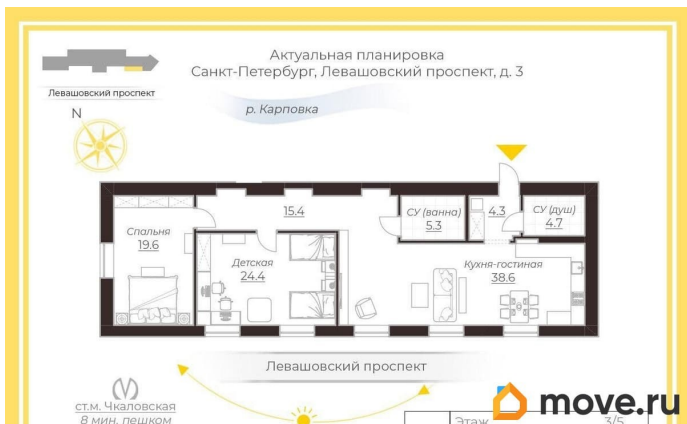 Актуальная планировка
Санкт-Петербург, Левашовский проспект, д. 3
Левашовский проспект
р. Карповка
N
15.4
СУ (ванна)
5.3
4.3
СУ (душ)
4.7
Спальня
19.6
Детская
24.4
Кухня-гостиная
38.6
Левашовский проспект
ст.м. Чкаловская
8 мин. пешком
Этаж
3/5
move.ru